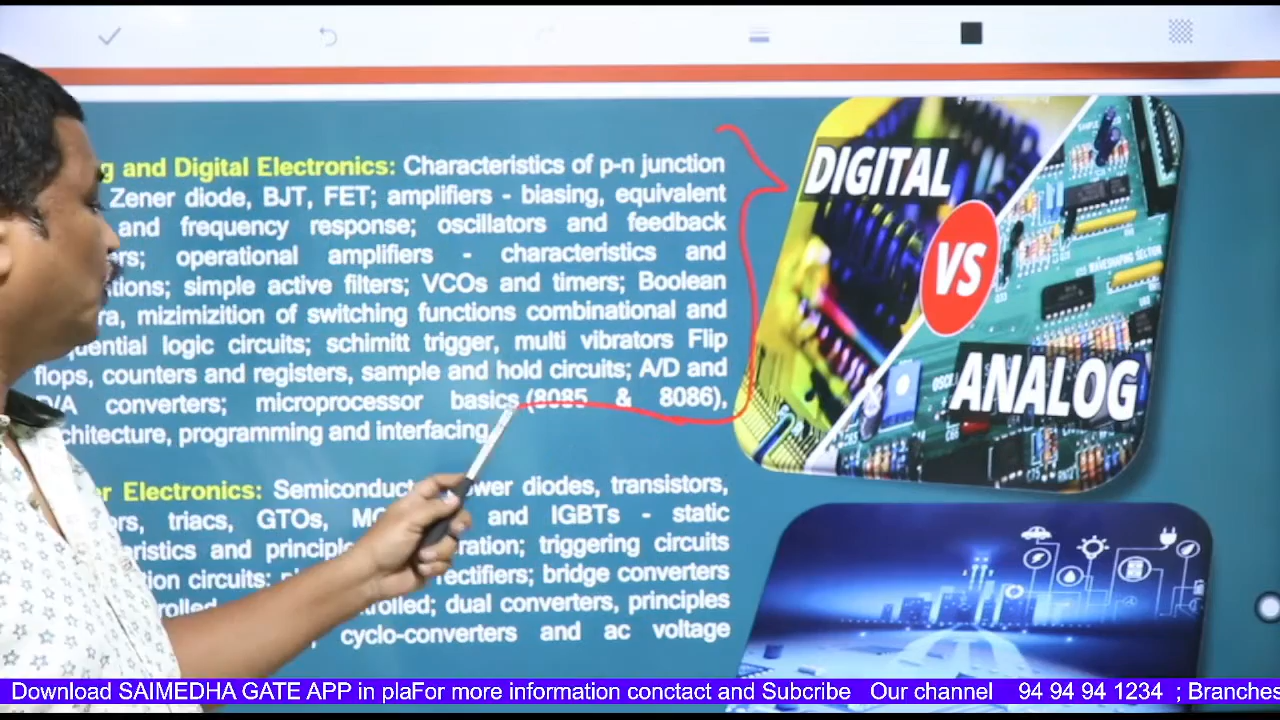 g and Digital Electronics: Characteristics of p-n junction
Zener diode, BJT, FET; amplifiers - biasing, equivalent
and frequency response; oscillators and feedback
rs; operational amplifiers - characteristics and
tions; simple active filters; VCOs and timers; Boolean
ra, mizimizition of switching functions combinational and
quential logic circuits; schimitt trigger, multi vibrators Flip
flops, counters and registers, sample and hold circuits; A/D and
D/A converters; microprocessor basics (8085 & 8086),
chitecture, programming and interfacing
r Electronics: Semiconduct wer diodes, transistors,
ors, triacs, GTOs, and IGBTs - static
ristics and principle ration; triggering circuits
tion circuits; rectifiers; bridge converters
rolled trolled; dual converters, principles
cyclo-converters and ac voltage
DIGITAL
VS
ANALOG
Download SAIMEDHA GATE APP in plaFor more information conctact and Subcribe Our channel 94 94 94 1234 ; Branches